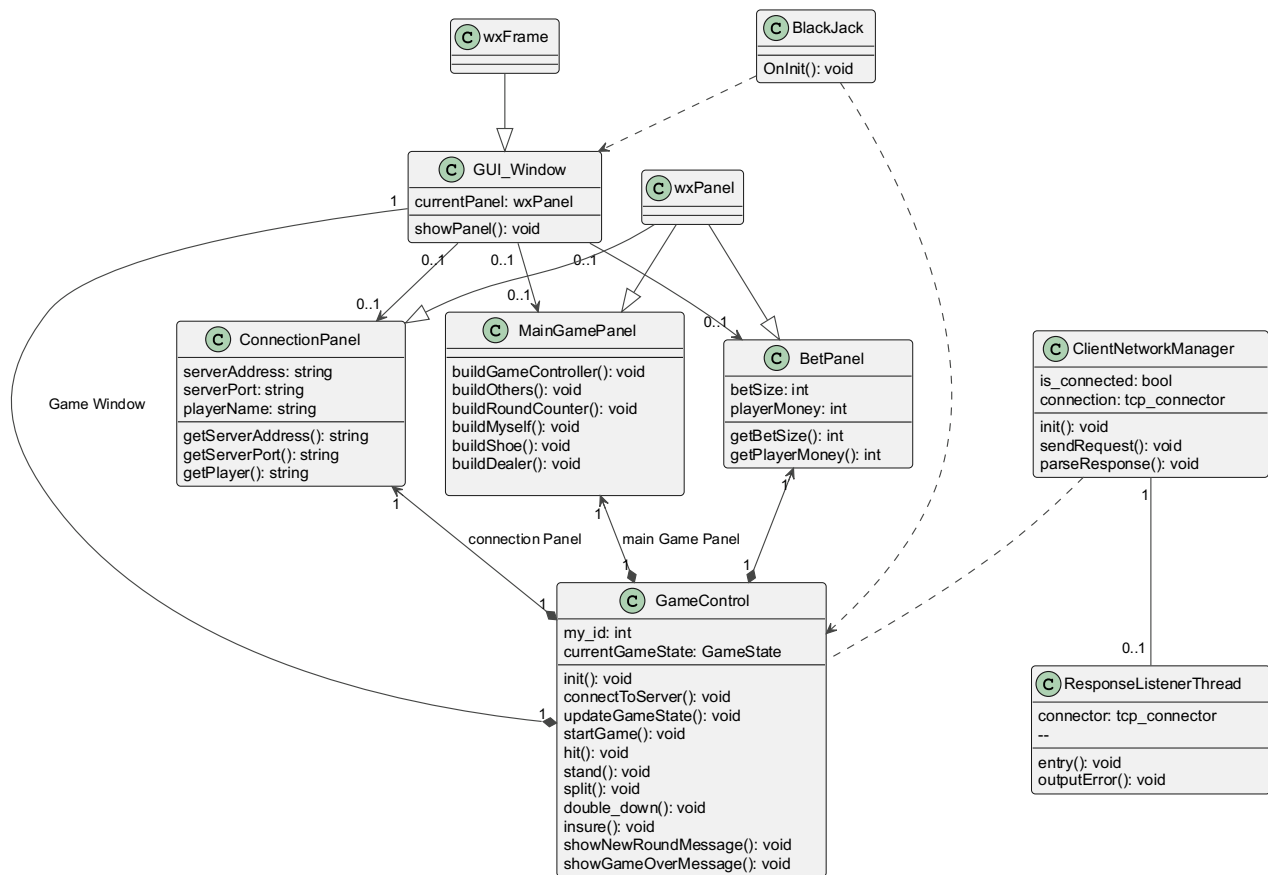 C wxFrame
C BlackJack
OnInit(): void
C GUI_Window
currentPanel: wxPanel
showPanel(): void
C wxPanel
1
0..1
0..1
0..1
0..1
0..1
0..1
C ConnectionPanel
serverAddress: string
serverPort: string
playerName: string
getServerAddress(): string
getServerPort(): string
getPlayer(): string
C MainGamePanel
buildGameController(): void
buildOthers(): void
buildRoundCounter(): void
buildMyself(): void
buildShoe(): void
buildDealer(): void
C BetPanel
betSize: int
playerMoney: int
getBetSize(): int
getPlayerMoney(): int
C ClientNetworkManager
is_connected: bool
connection: tcp_connector
init(): void
sendRequest(): void
parseResponse(): void
Game Window
1
1
1
1
connection Panel
main Game Panel
1
1
1
1
0..1
C GameControl
my_id: int
currentGameState: GameState
init(): void
connectToServer(): void
updateGameState(): void
startGame(): void
hit(): void
stand(): void
split(): void
double_down(): void
insure(): void
showNewRoundMessage(): void
showGameOverMessage(): void
C ResponseListenerThread
connector: tcp_connector
--
entry(): void
outputError(): void